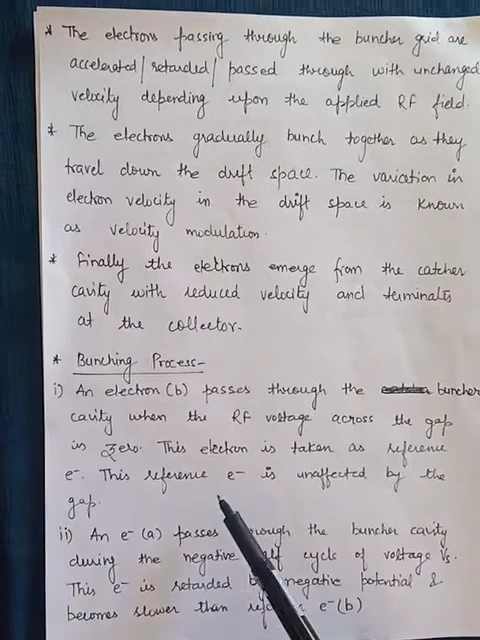 * The electrons passing through the buncher grid are
accelerated/retarded/passed through with unchanged
velocity depending upon the applied RF field.
* The electrons gradually bunch together as they
travel down the drift space. The variation in
electron velocity in the drift space is known
as velocity modulation.
* Finally the electrons emerge from the catcher
cavity with reduced velocity and terminates
at the collector.
* Bunching Process-
i) An electron (b) passes through the buncher
cavity when the RF voltage across the gap
is zero. This electron is taken as reference
e-. This reference e- is unaffected by the
gap.
ii) An e- (a) passes the buncher cavity
during the negative cycle of voltage Vs.
This e- is retarded negative potential &
becomes slower than e- (b)